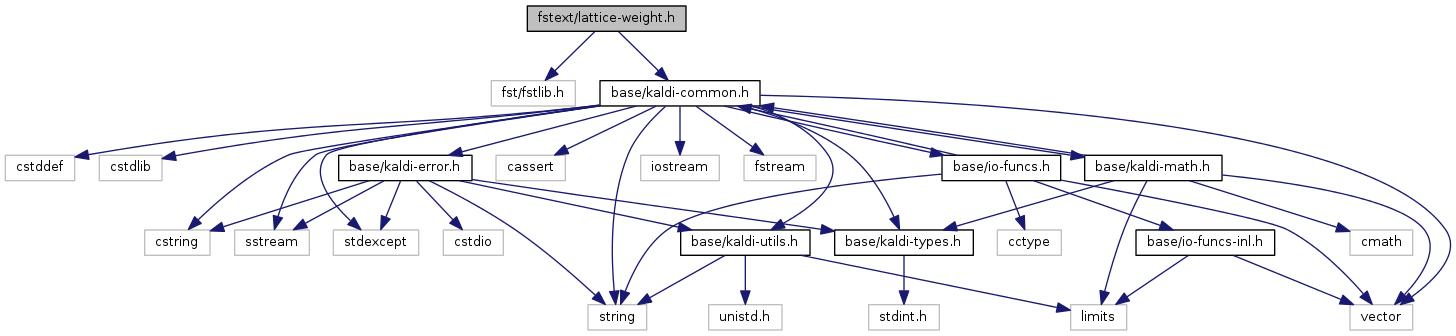 fstext/lattice-weight.h
fst/fstlib.h
base/kaldi-common.h
cstddef
cstdlib
base/kaldi-error.h
cassert
iostream
fstream
base/io-funcs.h
base/kaldi-math.h
cstring
sstream
stdexcept
cstdio
base/kaldi-utils.h
base/kaldi-types.h
cctype
base/io-funcs-inl.h
cmath
string
unistd.h
stdint.h
limits
vector